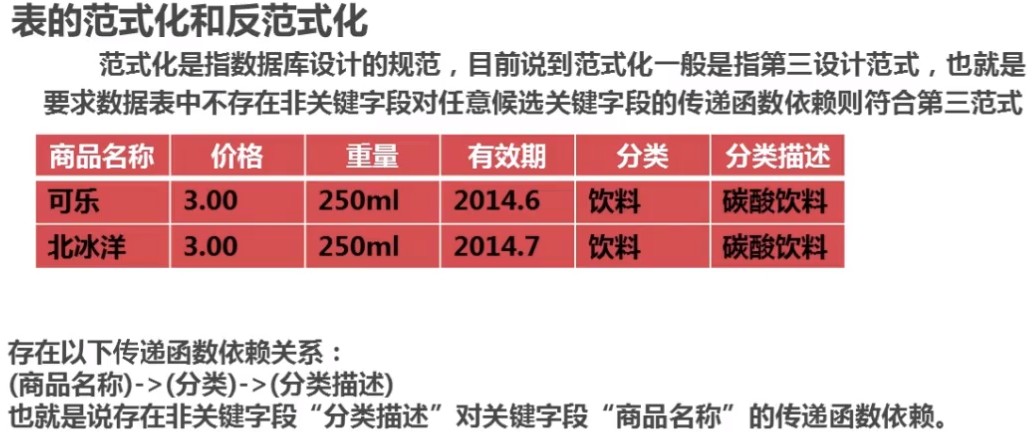 表的范式化和反范式化
范式化是指数据库设计的规范，目前说到范式化一般是指第三设计范式，也就是
要求数据表中不存在非关键字段对任意候选关键字段的传递函数依赖则符合第三范式
商品名称 价格 重量 有效期 分类 分类描述
可乐 3.00 250ml 2014.6 饮料 碳酸饮料
北冰洋 3.00 250ml 2014.7 饮料 碳酸饮料
存在以下传递函数依赖关系：
(商品名称)->(分类)->(分类描述)
也就是说存在非关键字段“分类描述”对关键字段“商品名称”的传递函数依赖。